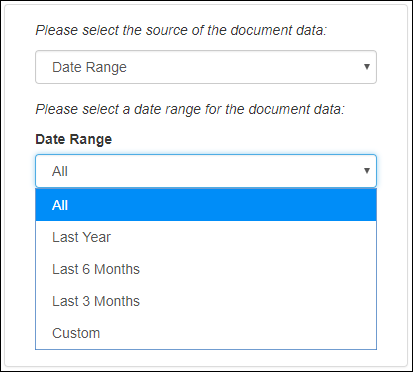 Please select the source of the document data:
Date Range
Please select a date range for the document data:
Date Range
All
All
Last Year
Last 6 Months
Last 3 Months
Custom